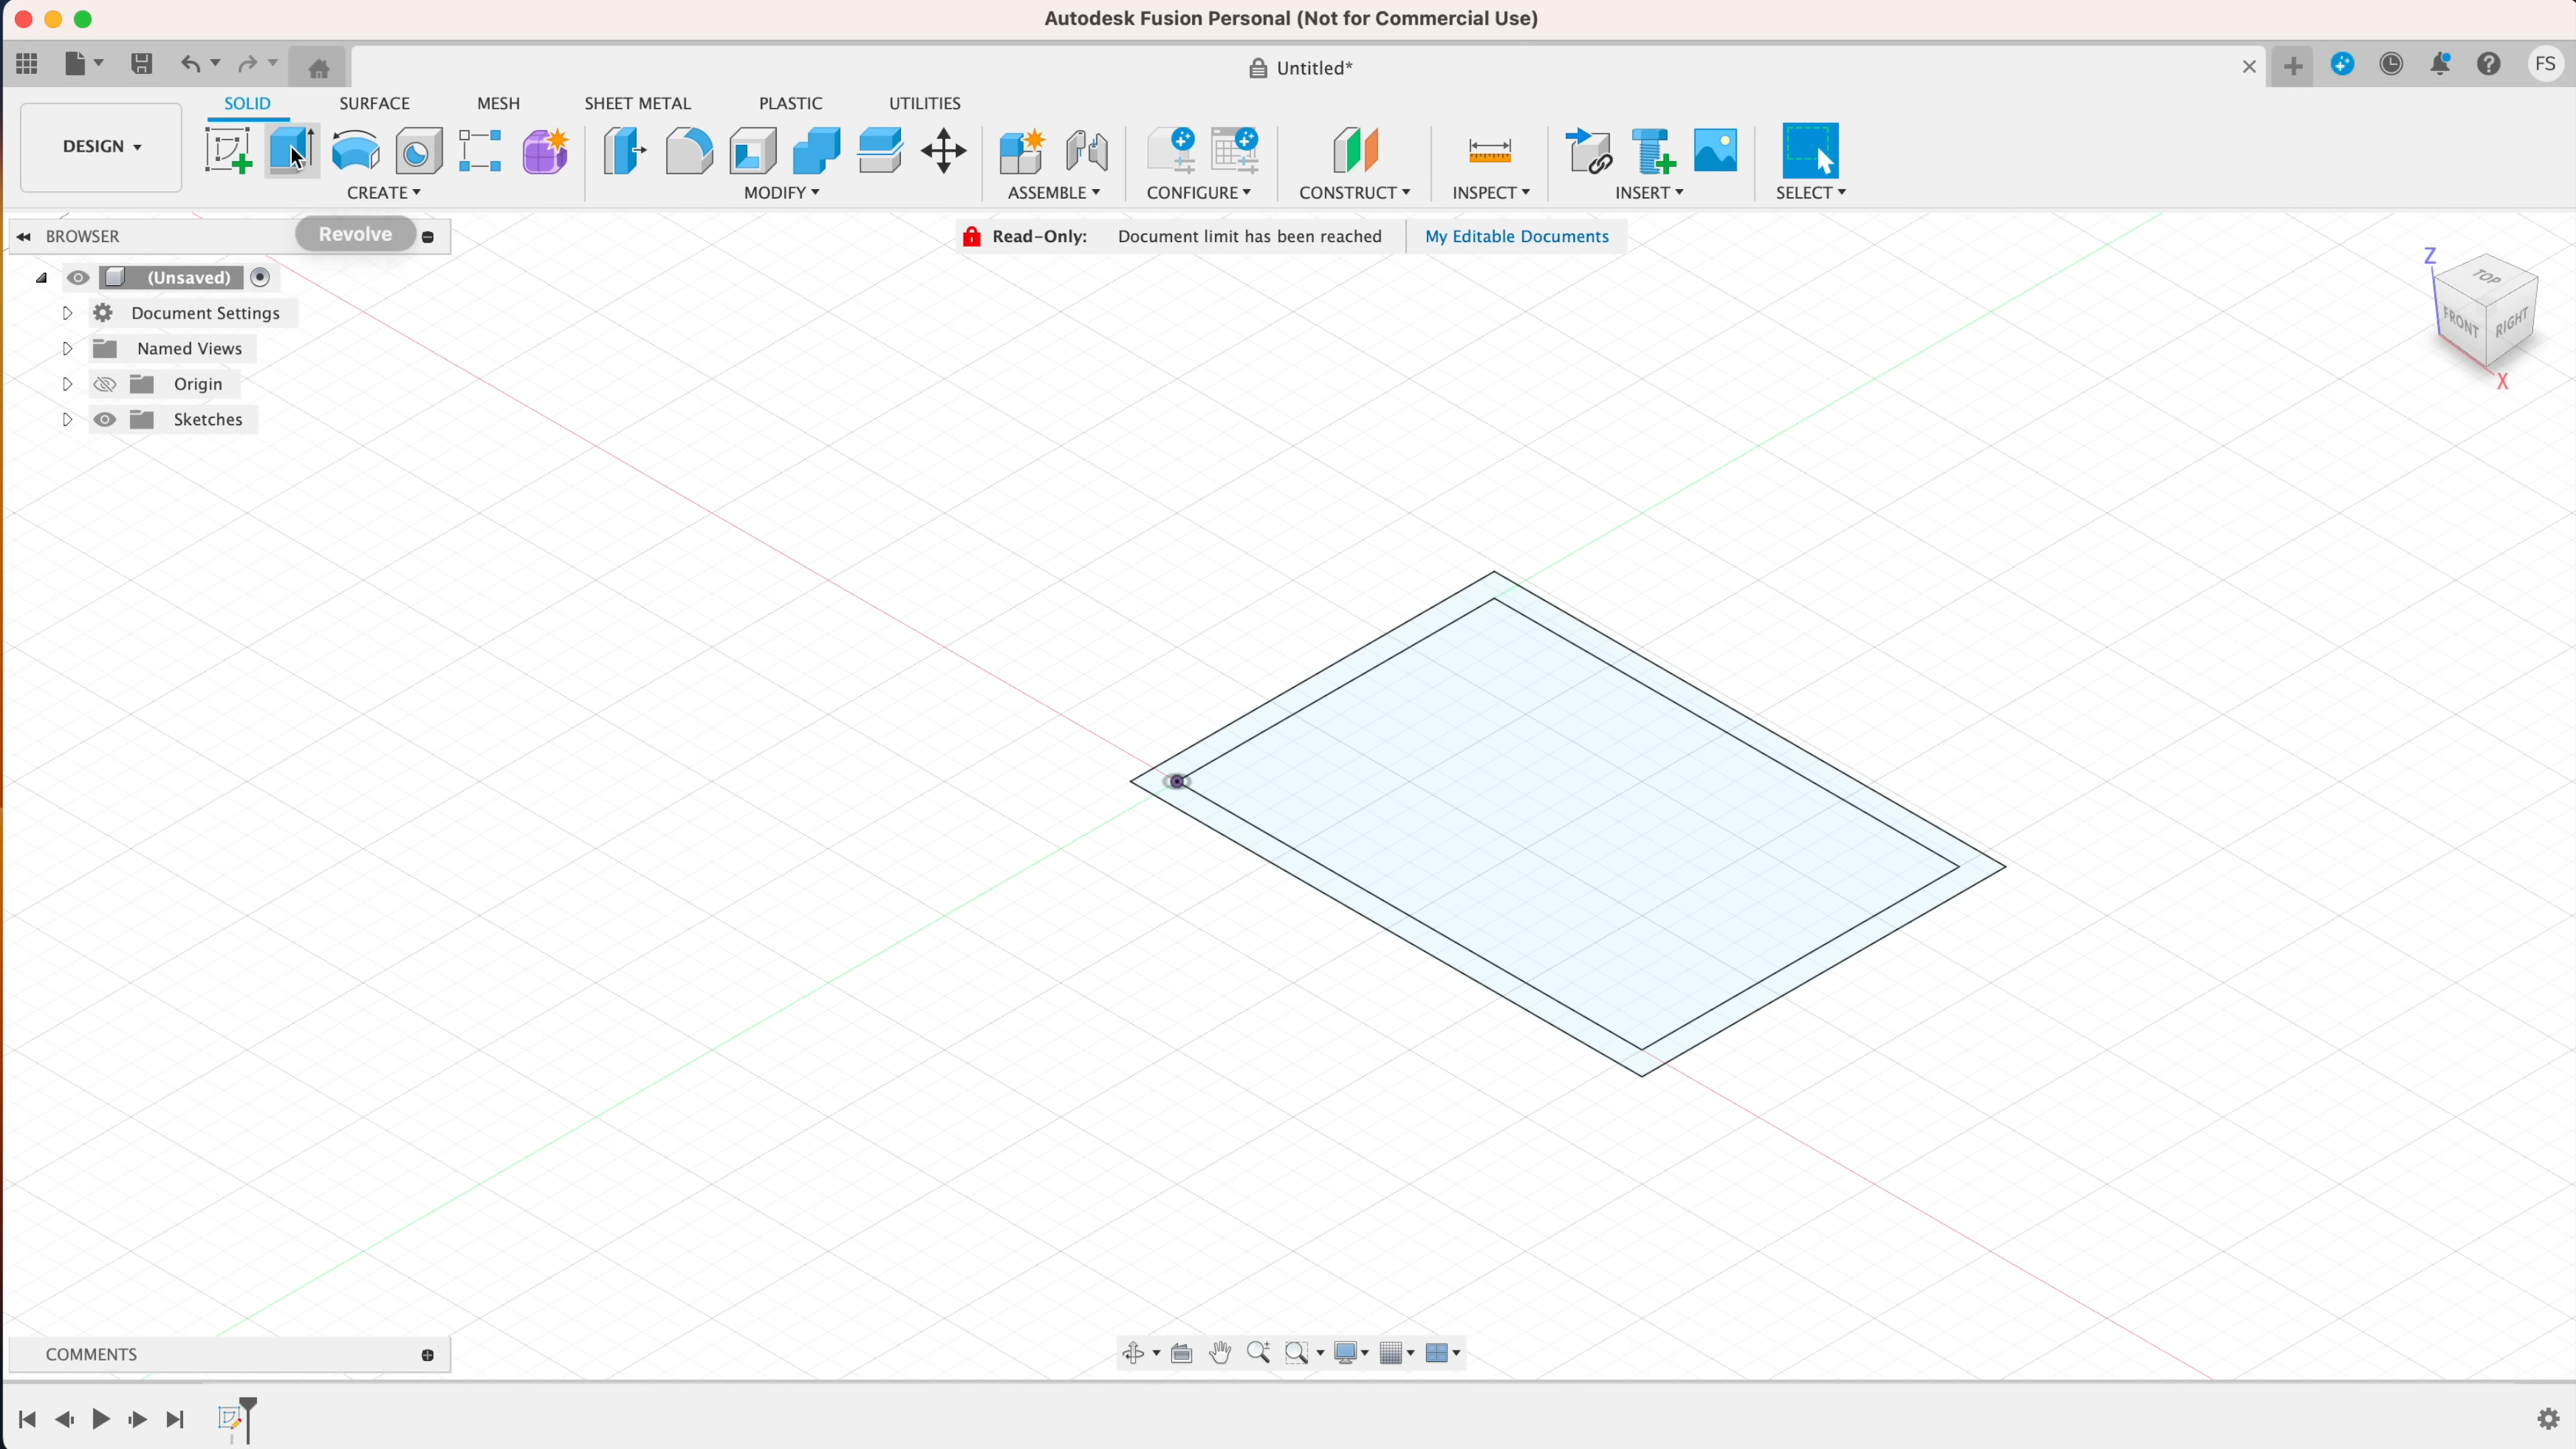 Autodesk Fusion Personal (Not for Commercial Use)
Untitled*
FS
DESIGN
SOLID
SURFACE
MESH
SHEET METAL
PLASTIC
UTILITIES
CREATE
MODIFY
ASSEMBLE
CONFIGURE
CONSTRUCT
INSPECT
INSERT
SELECT
BROWSER
Revolve
Read-Only: Document limit has been reached
My Editable Documents
(Unsaved)
Document Settings
Named Views
Origin
Sketches
Z
TOP
FRONT
RIGHT
X
COMMENTS